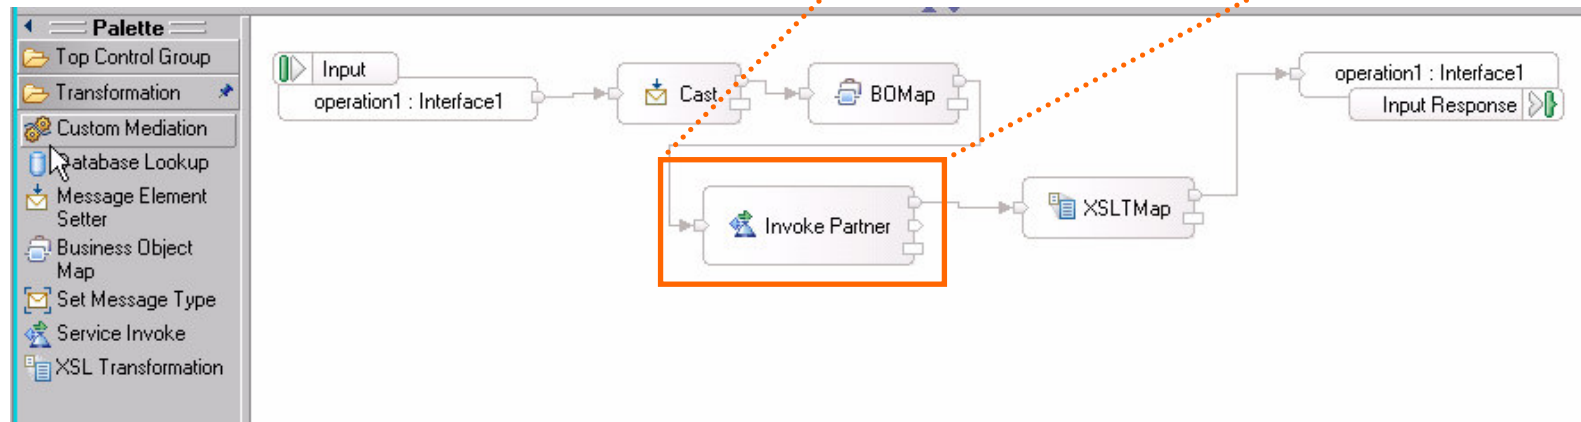 Palette
Top Control Group
Transformation
Custom Mediation
Database Lookup
Message Element
Setter
Business Object
Map
Set Message Type
Service Invoke
XSL Transformation
Input
operation1 : Interface1
Cast
BOMap
Invoke Partner
XSLTMap
operation1 : Interface1
Input Response